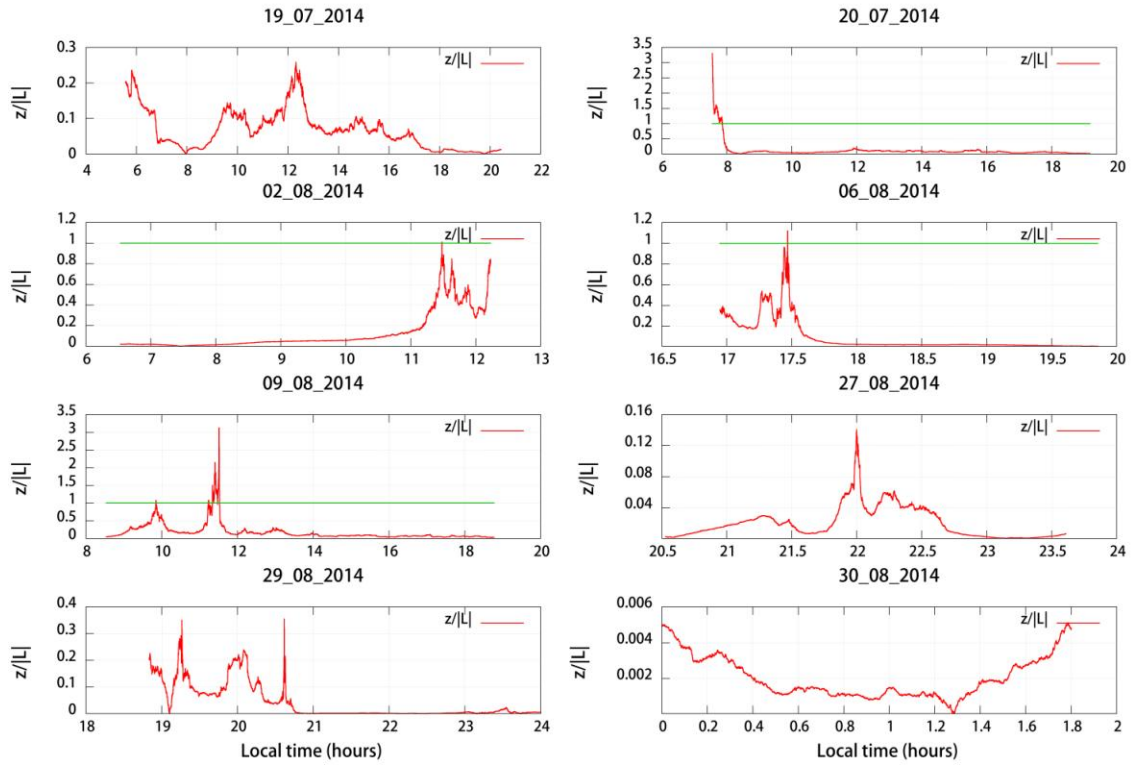 19_07_2014
z/|L|
0.3
0.2
0.1
0
4 6 8 10 12 14 16 18 20 22
z/|L|
20_07_2014
z/|L|
3.5
3
2.5
2
1.5
1
0.5
0
6 8 10 12 14 16 18 20
z/|L|
02_08_2014
z/|L|
1.2
1
0.8
0.6
0.4
0.2
0
6 7 8 9 10 11 12 13
z/|L|
06_08_2014
z/|L|
1.2
1
0.8
0.6
0.4
0.2
0
16.5 17 17.5 18 18.5 19 19.5 20
z/|L|
09_08_2014
z/|L|
3.5
3
2.5
2
1.5
1
0.5
0
8 10 12 14 16 18 20
z/|L|
27_08_2014
z/|L|
0.16
0.12
0.08
0.04
20.5 21 21.5 22 22.5 23 23.5 24
z/|L|
29_08_2014
z/|L|
0.4
0.3
0.2
0.1
0
18 19 20 21 22 23 24
z/|L|
Local time (hours)
30_08_2014
z/|L|
0.006
0.004
0.002
0 0.2 0.4 0.6 0.8 1 1.2 1.4 1.6 1.8 2
z/|L|
Local time (hours)